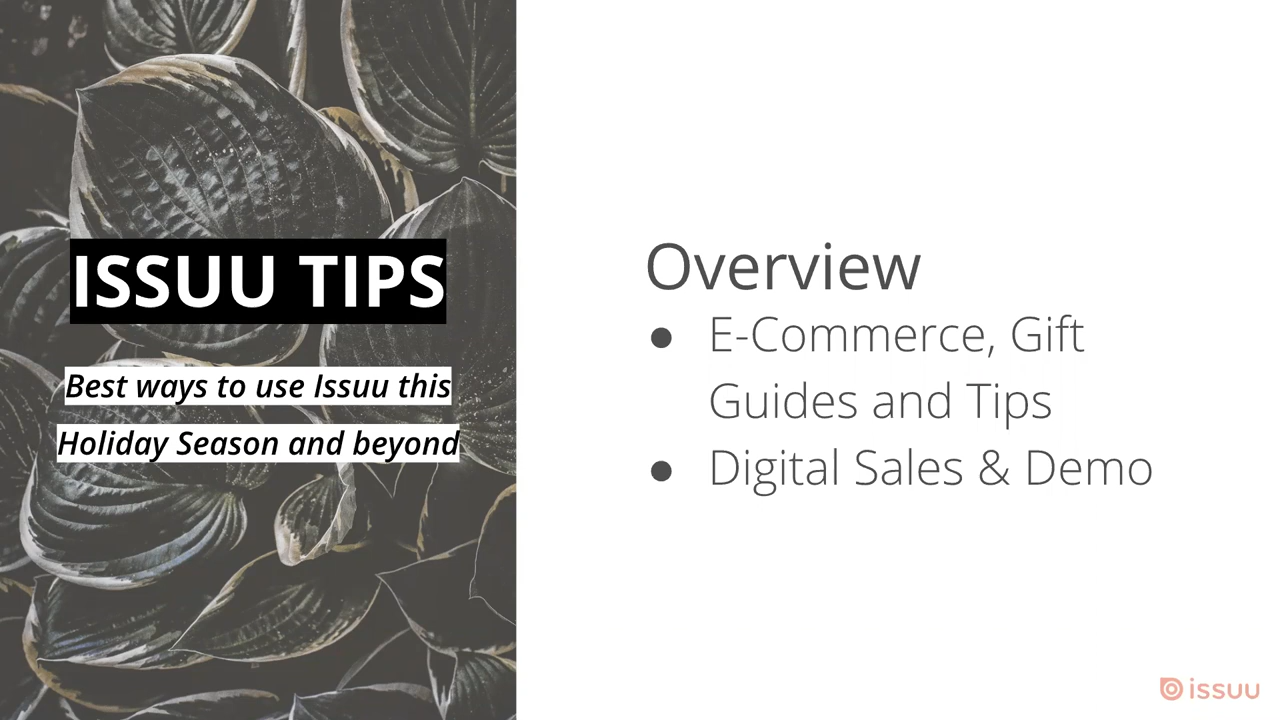 ISSUU TIPS
Best ways to use Issuu this
Holiday Season and beyond
Overview
● E-Commerce, Gift
Guides and Tips
● Digital Sales & Demo
issuu